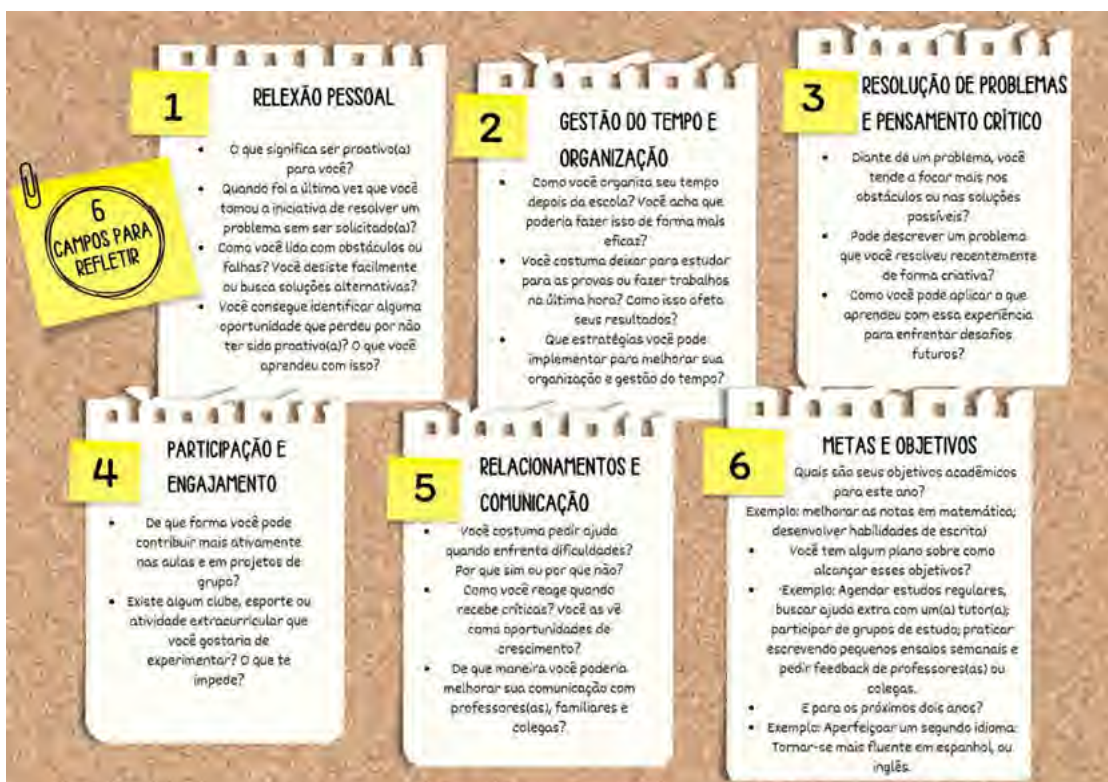 6
CAMPOS PARA
REFLETIR
1
RELEXÃO PESSOAL
• O que significa ser proativo(a)
para você?
• Quando foi a última vez que você
tomou a iniciativa de resolver um
problema sem ser solicitado(a)?
• Como você lida com obstáculos ou
falhas? Você desiste facilmente
ou busca soluções alternativas?
• Você consegue identificar alguma
oportunidade que perdeu por não
ter sido proativo(a)? O que você
aprendeu com isso?
2
GESTÃO DO TEMPO E
ORGANIZAÇÃO
• Como você organiza seu tempo
depois da escola? Você acha que
poderia fazer isso de forma mais
eficaz?
• Você costuma deixar para estudar
para as provas ou fazer trabalhos
na última hora? Como isso afeta
seus resultados?
• Que estratégias você pode
implementar para melhorar sua
organização e gestão do tempo?
3
RESOLUÇÃO DE PROBLEMAS
E PENSAMENTO CRÍTICO
• Diante de um problema, você
tende a focar mais nos
obstáculos ou nas soluções
possíveis?
• Pode descrever um problema
que você resolveu recentemente
de forma criativa?
• Como você pode aplicar o que
aprendeu com essa experiência
para enfrentar desafios
futuros?
4
PARTICIPAÇÃO E
ENGAJAMENTO
• De que forma você pode
contribuir mais ativamente
nas aulas e em projetos de
grupo?
• Existe algum clube, esporte ou
atividade extracurricular que
você gostaria de
experimentar? O que te
impede?
5
RELACIONAMENTOS E
COMUNICAÇÃO
• Você costuma pedir ajuda
quando enfrenta dificuldades?
Por que sim ou por que não?
• Como você reage quando
recebe críticas? Você as vê
como oportunidades de
crescimento?
• De que maneira você poderia
melhorar sua comunicação com
professores(as), familiares e
colegas?
6
METAS E OBJETIVOS
Quais são seus objetivos acadêmicos
para este ano?
Exemplo: melhorar as notas em matemática;
desenvolver habilidades de escrita)
• Você tem algum plano sobre como
alcançar esses objetivos?
• •Exemplo: Agendar estudos regulares,
buscar ajuda extra com um(a) tutor(a);
participar de grupos de estudo; praticar
escrevendo pequenos ensaios semanais e
pedir feedback de professores(as) ou
colegas.
• E para os próximos dois anos?
• Exemplo: Aperfeiçoar um segundo idioma:
Tornar-se mais fluente em espanhol, ou
inglês.